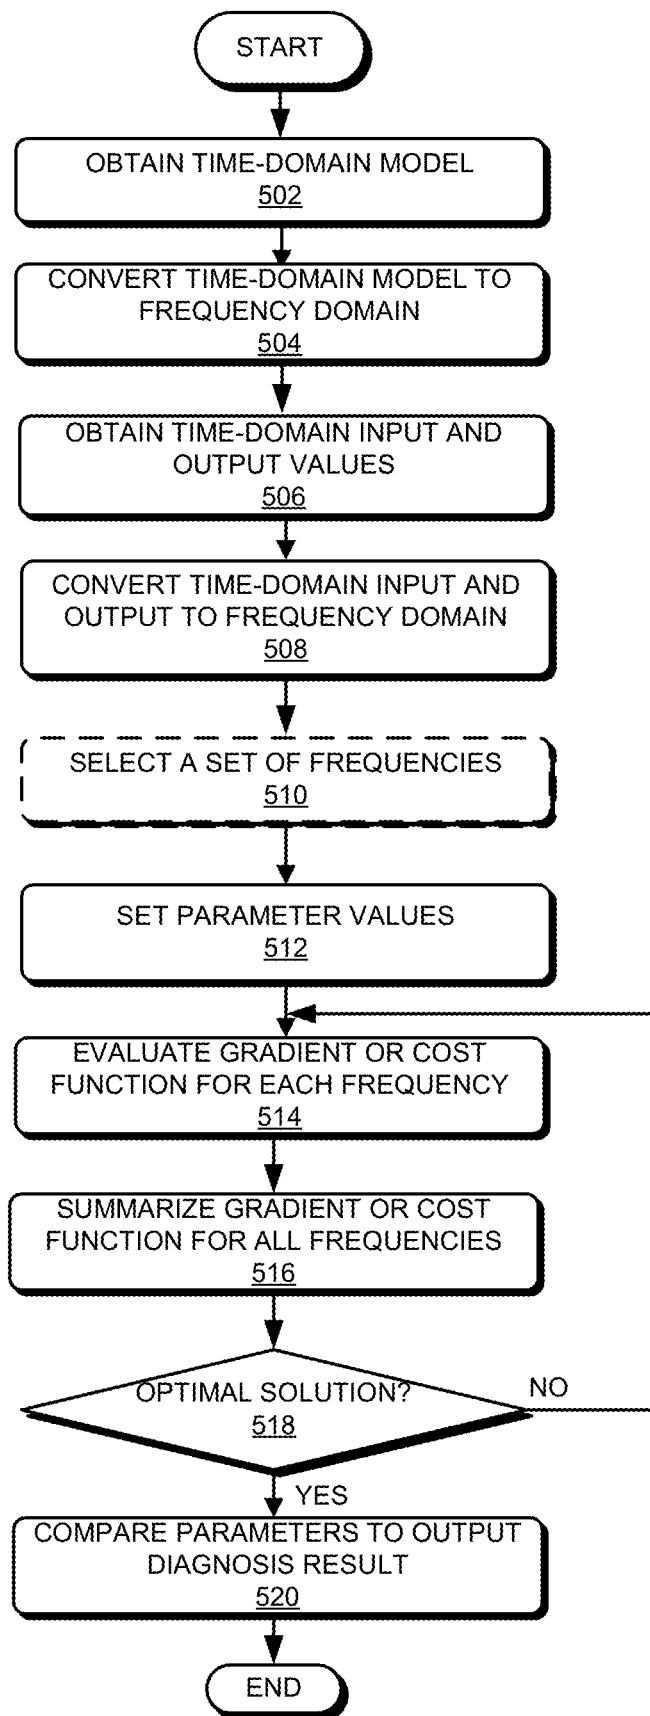 START
OBTAIN TIME-DOMAIN MODEL
502
CONVERT TIME-DOMAIN MODEL TO
FREQUENCY DOMAIN
504
OBTAIN TIME-DOMAIN INPUT AND
OUTPUT VALUES
506
CONVERT TIME-DOMAIN INPUT AND
OUTPUT TO FREQUENCY DOMAIN
508
SELECT A SET OF FREQUENCIES
510
SET PARAMETER VALUES
512
EVALUATE GRADIENT OR COST
FUNCTION FOR EACH FREQUENCY
514
SUMMARIZE GRADIENT OR COST
FUNCTION FOR ALL FREQUENCIES
516
OPTIMAL SOLUTION?
518
NO
YES
COMPARE PARAMETERS TO OUTPUT
DIAGNOSIS RESULT
520
END